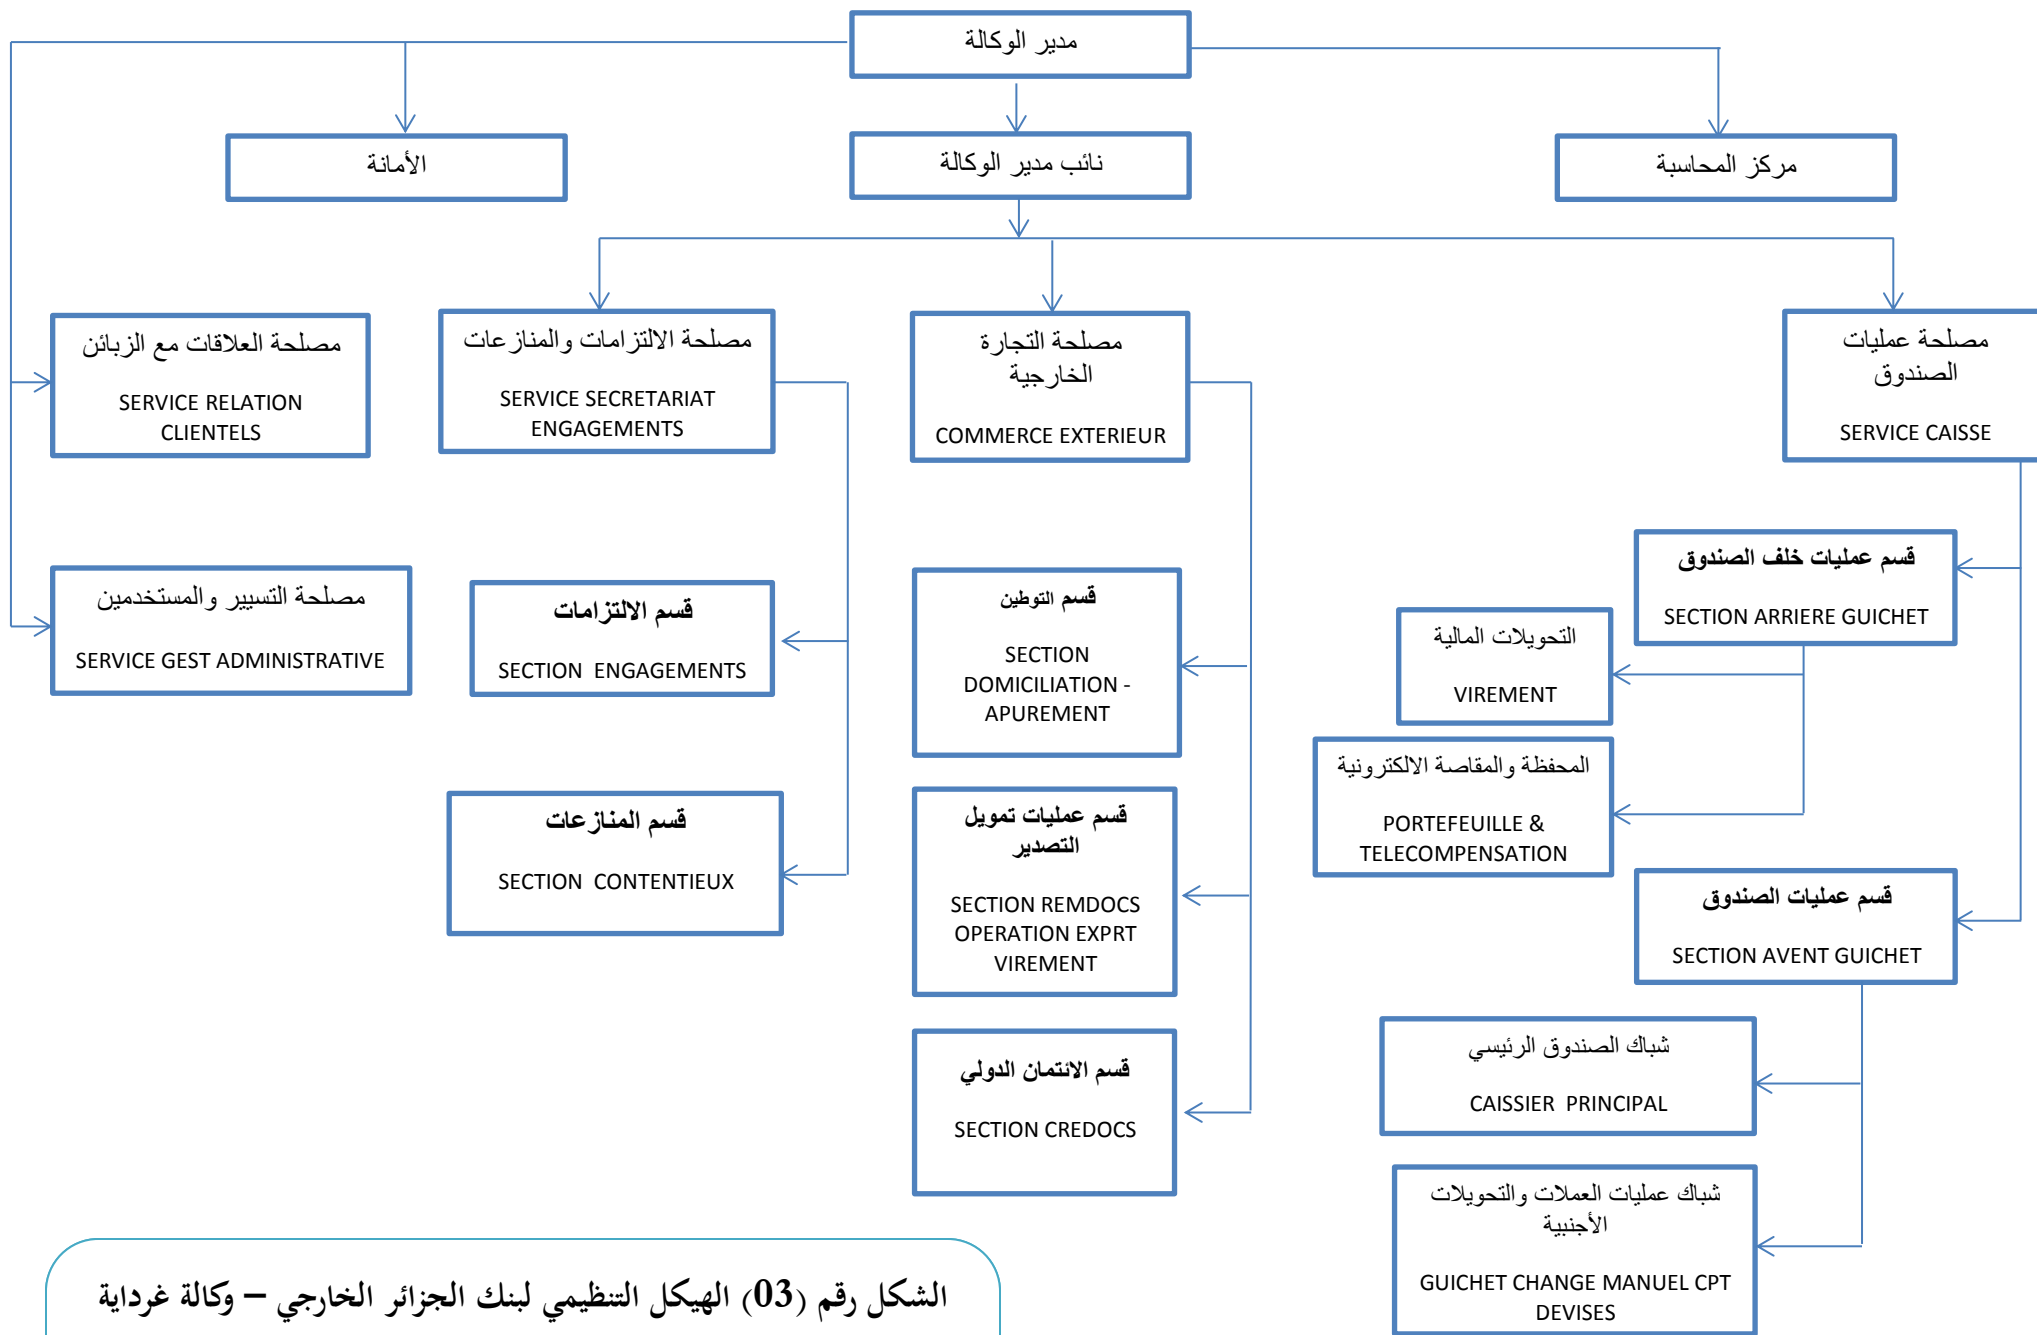 مدير الوكالة
مركز المحاسبة
نائب مدير الوكالة
الأمانة
مصلحة عمليات
الصندوق
SERVICE CAISSE
مصلحة التجارة
الخارجية
COMMERCE EXTERIEUR
مصلحة الالتزامات والمنازعات
SERVICE SECRETARIAT
ENGAGEMENTS
مصلحة العلاقات مع الزبائن
SERVICE RELATION
CLIENTELS
قسم عمليات خلف الصندوق
SECTION ARRIERE GUICHET
التحويلات المالية
VIREMENT
المحفظة والمقاصة الالكترونية
PORTEFEUILLE &
TELECOMPENSATION
قسم عمليات الصندوق
SECTION AVENT GUICHET
شباك الصندوق الرئيسي
CAISSIER PRINCIPAL
شباك عمليات العملات والتحويلات
الأجنبية
GUICHET CHANGE MANUEL CPT
DEVISES
قسم التوطين
SECTION
DOMICILIATION -
APUREMENT
قسم عمليات تمويل
التصدير
SECTION REMDOCS
OPERATION EXPRT
VIREMENT
قسم الائتمان الدولي
SECTION CREDOCS
قسم الالتزامات
SECTION ENGAGEMENTS
قسم المنازعات
SECTION CONTENTIEUX
مصلحة التسيير والمستخدمين
SERVICE GEST ADMINISTRATIVE
الشكل رقم (03) الهيكل التنظيمي لبنك الجزائر الخارجي – وكالة غرداية